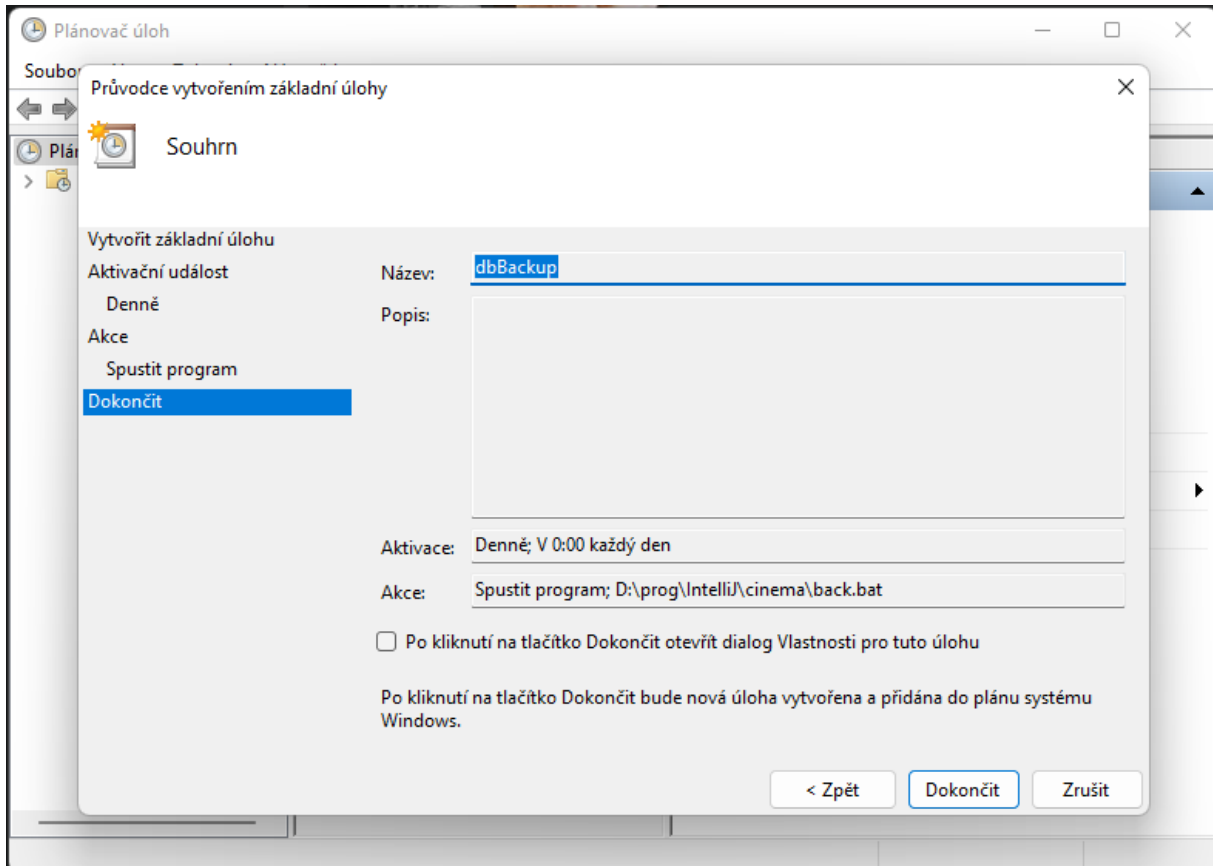 Plánovač úloh
Průvodce vytvořením základní úlohy
Souhrn
Vytvořit základní úlohu
Aktivační událost
Denně
Akce
Spustit program
Dokončit
Název:
dbBackup
Popis:
Aktivace:
Denně; V 0:00 každý den
Akce:
Spustit program; D:\prog\IntelliJ\cinema\back.bat
Po kliknutí na tlačítko Dokončit otevřít dialog Vlastnosti pro tuto úlohu
Po kliknutí na tlačítko Dokončit bude nová úloha vytvořena a přidána do plánu systému
Windows.
< Zpět
Dokončit
Zrušit